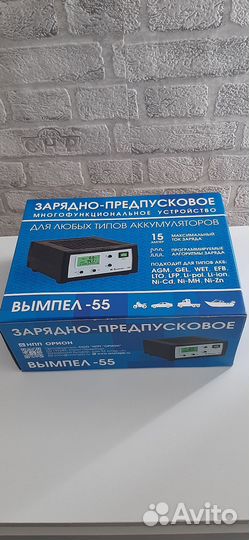 ЗАРЯДНО-ПРЕДПУСКОВОЕ
МНОГОФУНКЦИОНАЛЬНОЕ УСТРОЙСТВО
ДЛЯ ЛЮБЫХ ТИПОВ АККУМУЛЯТОРОВ
15 АМПЕР
МАКСИМАЛЬНЫЙ ТОК ЗАРЯДА
ПРОГРАММИРУЕМЫЕ АЛГОРИТМЫ ЗАРЯДА
ПОДХОДИТ ДЛЯ ТИПОВ АКБ:
AGM, GEL, WET, EFB,
LTO, LFP, Li-pol, Li-ion,
Ni-Cd, Ni-MH, Ni-Zn
ВЫМПЕЛ-55
ЗАРЯДНО-ПРЕДПУСКОВОЕ
НПП ОРИОН
ВЫМПЕЛ-55
Avito